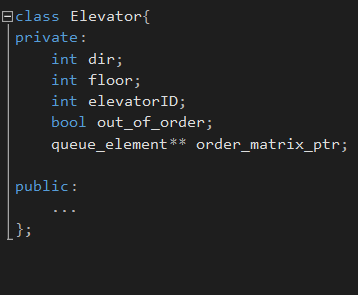 class Elevator{
private:
int dir;
int floor;
int elevatorID;
bool out_of_order;
queue_element** order_matrix_ptr;
public:
...
};